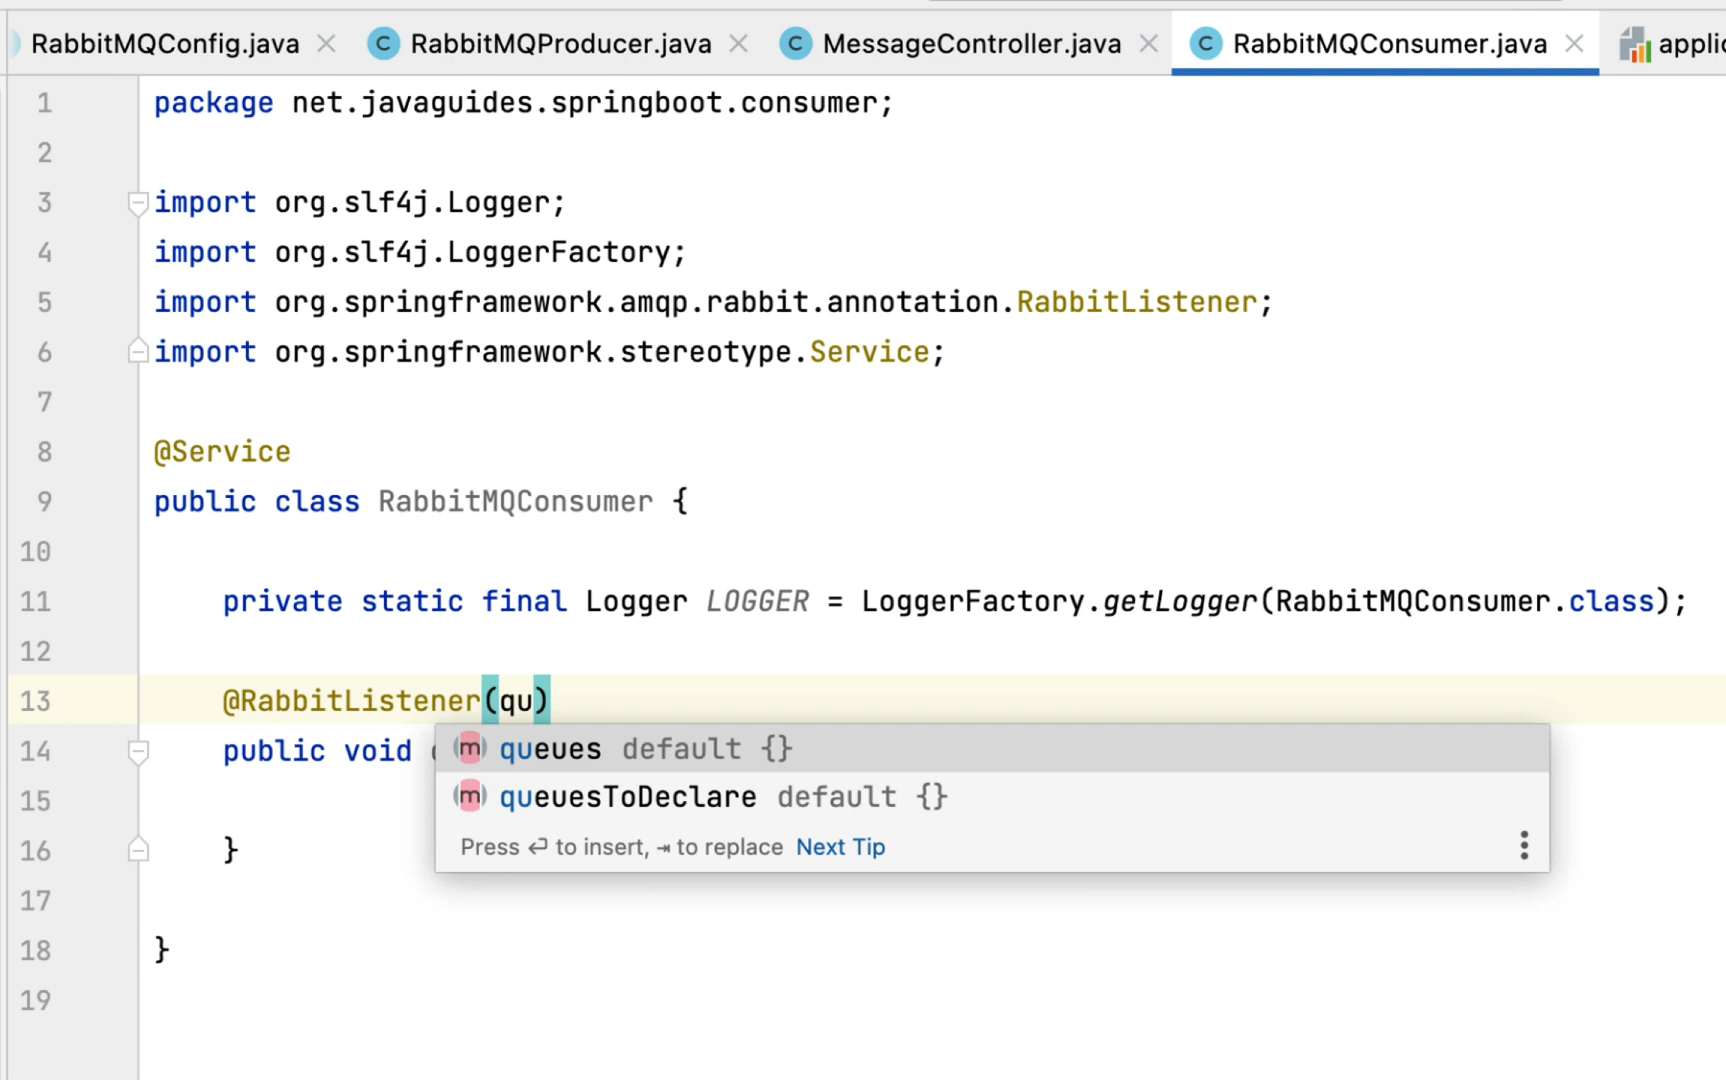 RabbitMQConfig.java RabbitMQProducer.java MessageController.java RabbitMQConsumer.java applic
1 package net.javaguides.springboot.consumer;
2
3 import org.slf4j.Logger;
4 import org.slf4j.LoggerFactory;
5 import org.springframework.amqp.rabbit.annotation.RabbitListener;
6 import org.springframework.stereotype.Service;
7
8 @Service
9 public class RabbitMQConsumer {
10
11 private static final Logger LOGGER = LoggerFactory.getLogger(RabbitMQConsumer.class);
12
13 @RabbitListener(qu)
14 public void
queues default {}
15
queuesToDeclare default {}
16 }
Press ⏎ to insert, ⇥ to replace Next Tip
17
18 }
19